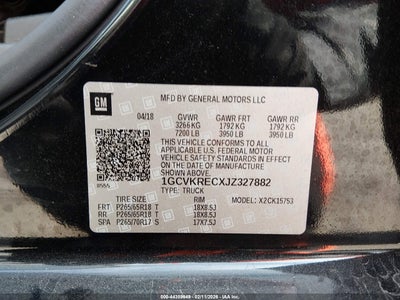 GM
MFD BY GENERAL MOTORS LLC
04/18 GVWR GAWR FRT GAWR RR
3266 KG 1792 KG 1792 KG
7200 LB 3950 LB 3950 LB
THIS VEHICLE CONFORMS TO ALL
APPLICABLE U.S. FEDERAL MOTOR
VEHICLE SAFETY STANDARDS IN
EFFECT ON THE DATE OF
MANUFACTURE SHOWN ABOVE.
1GCVKRECXJZ327882
TYPE: TRUCK MODEL: X2CK15753
TIRE SIZE RIM
FRT P265/65R18 T 18X8.5J
RR P265/65R18 T 18X8.5J
SPA P265/70R17 S 17X7.5J